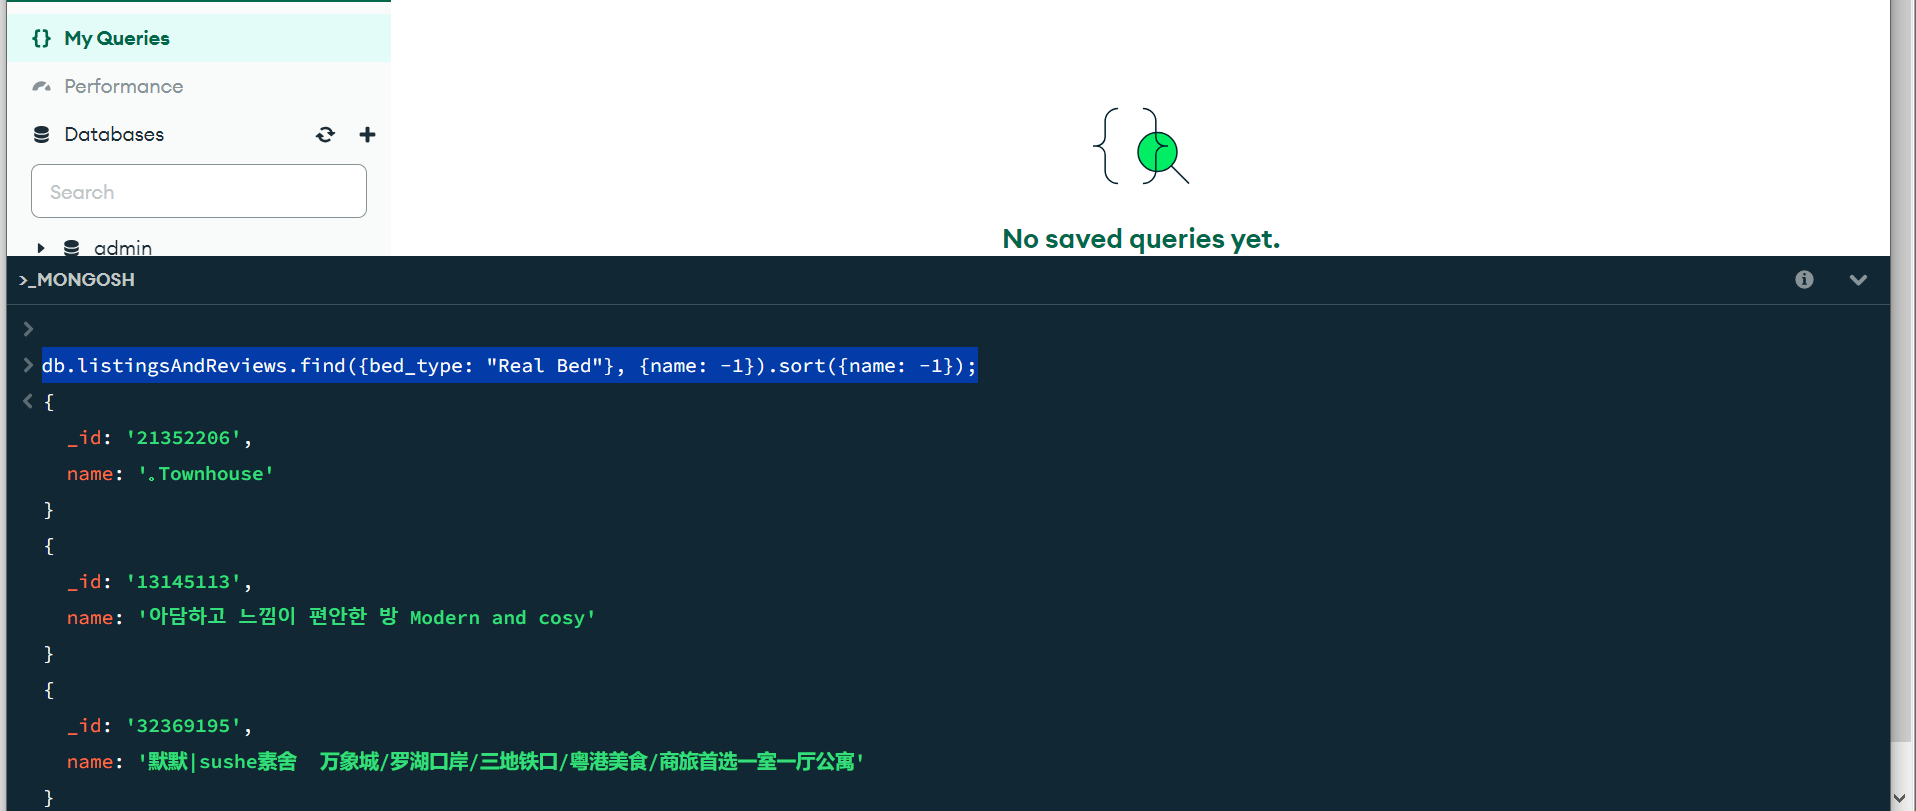 My Queries
Performance
Databases
Search
admin
No saved queries yet.
>_MONGOSH
>
> db.listingsAndReviews.find({bed_type: "Real Bed"}, {name: -1}).sort({name: -1});
< {
_id: '21352206',
name: '｡Townhouse'
}
{
_id: '13145113',
name: '아담하고 느낌이 편안한 방 Modern and cosy'
}
{
_id: '32369195',
name: '默默|sushe素舍  万象城/罗湖口岸/三地铁口/粤港美食/商旅首选一室一厅公寓'
}